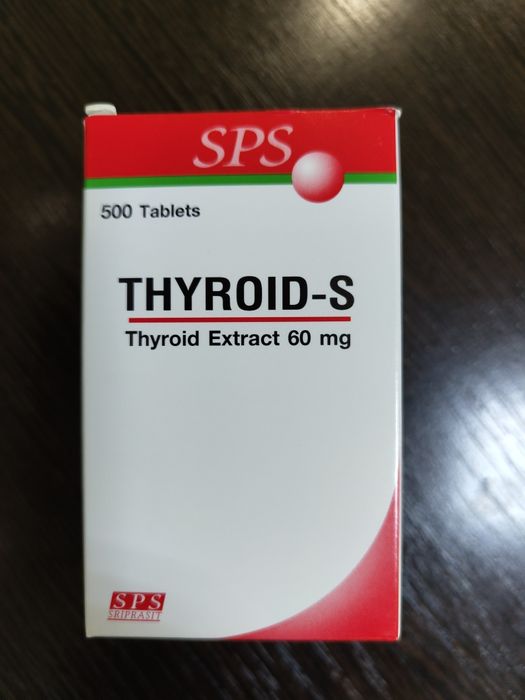 SPS
500 Tablets
THYROID-S
Thyroid Extract 60 mg
SPS
SRIPRASIT